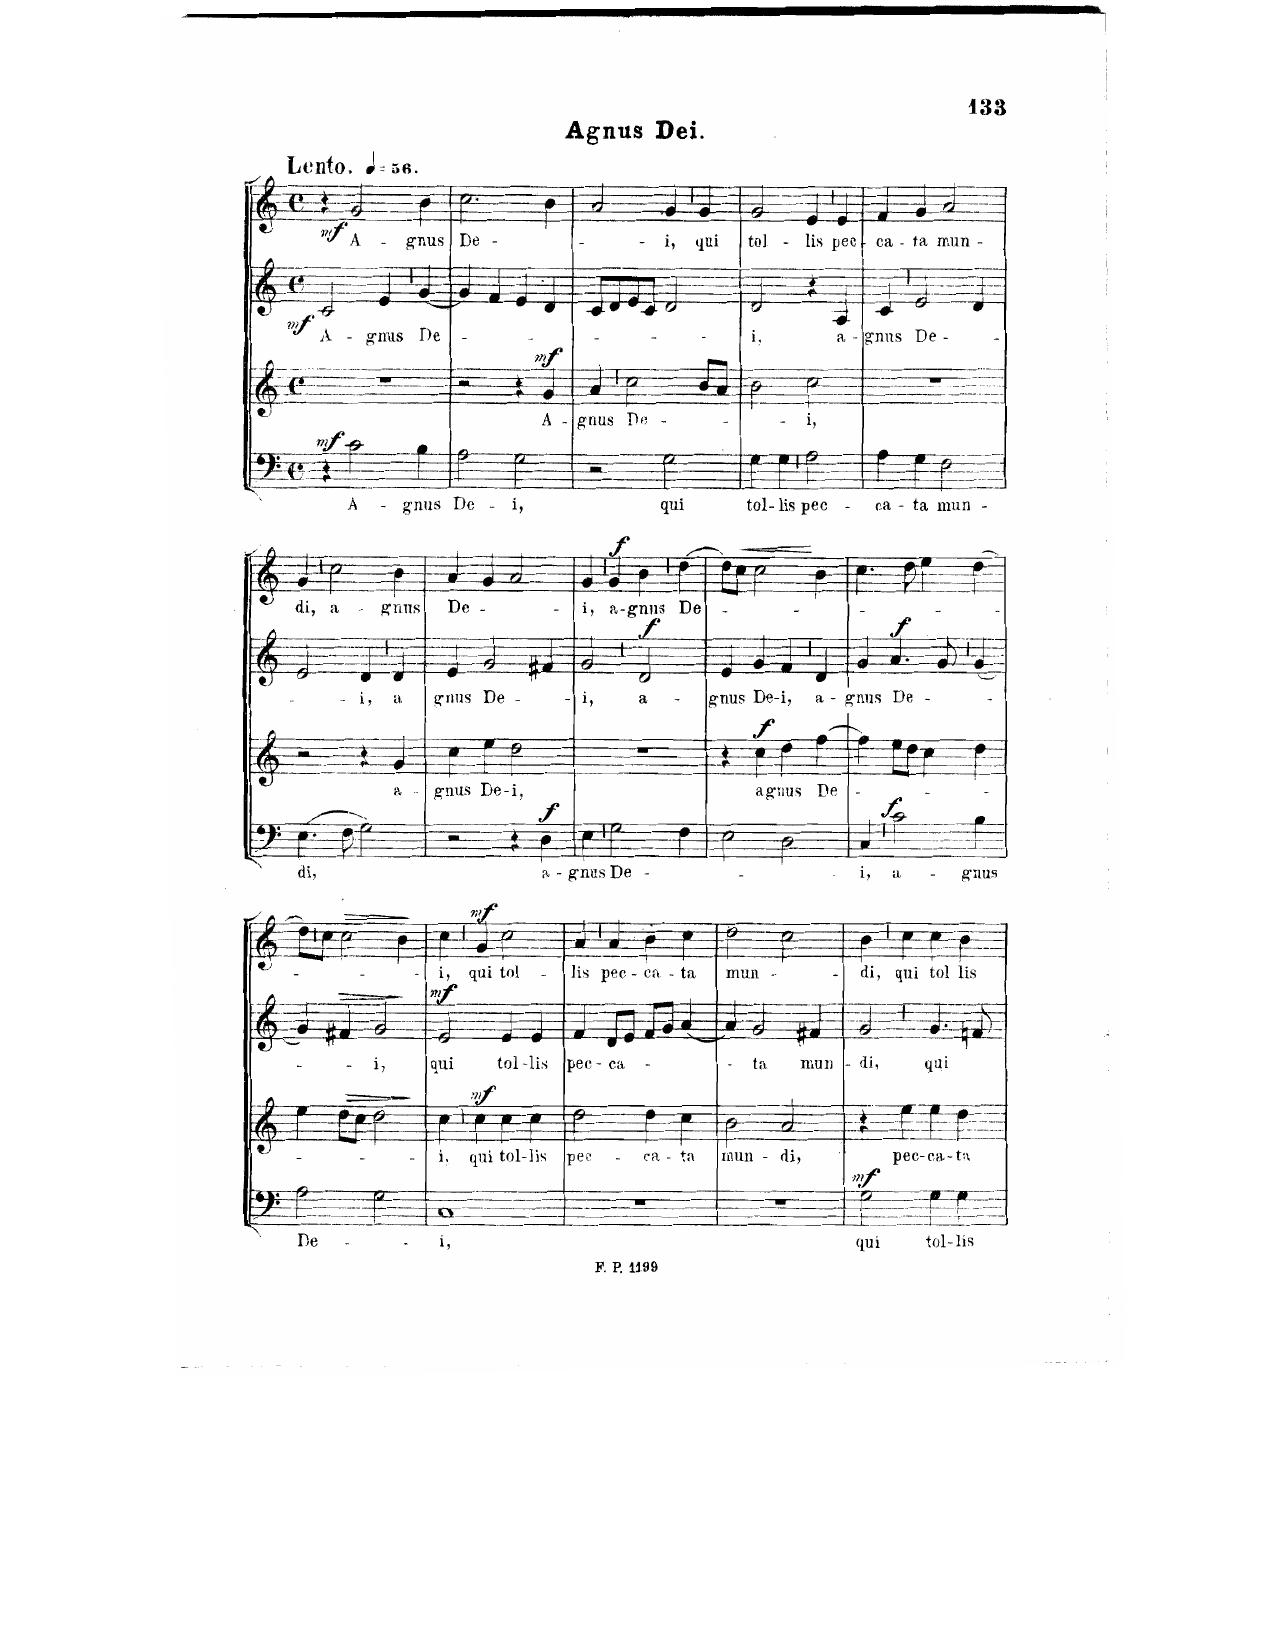 133
Agnus Dei.
Lento. ♩= 56.
mf A - gnus De - - i, qui tol - lis pec - ca - ta mun -
mf A - gnus De - - - - - i, a - gnus De - -
mf
A - gnus De - - - i,
mf
A - gnus De - i, qui tol - lis pec - ca - ta mun -
f
di, a - gnus De - - i, a - gnus De - - - - - -
f f
- - i, a gnus De - - i, a - gnus De - i, a - gnus De - -
f
a - gnus De - i, agnus De - - - -
f f
di, a - gnus De - - - i, a - gnus
mf
- - - - i, qui tol - lis pec - ca - ta mun - - di, qui tol lis
mf
- - i, qui tol - lis pec - ca - - - ta mun - di, qui
mf
- - - - i, qui tol - lis pec - ca - ta mun - di, pec - ca - ta
mf
De - - i, qui tol - lis
F. P. 1199